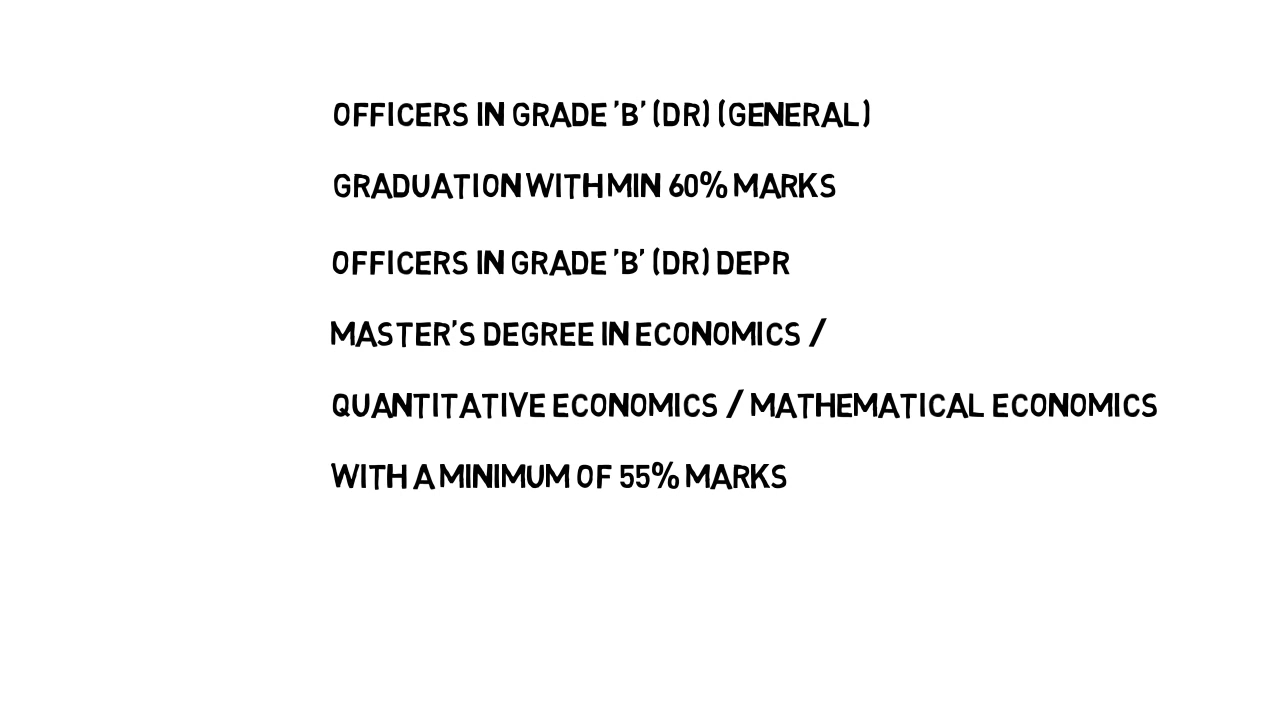 OFFICERS IN GRADE 'B' (DR) (GENERAL)
GRADUATION WITH MIN 60% MARKS
OFFICERS IN GRADE 'B' (DR) DEPR
MASTER'S DEGREE IN ECONOMICS /
QUANTITATIVE ECONOMICS / MATHEMATICAL ECONOMICS
WITH A MINIMUM OF 55% MARKS